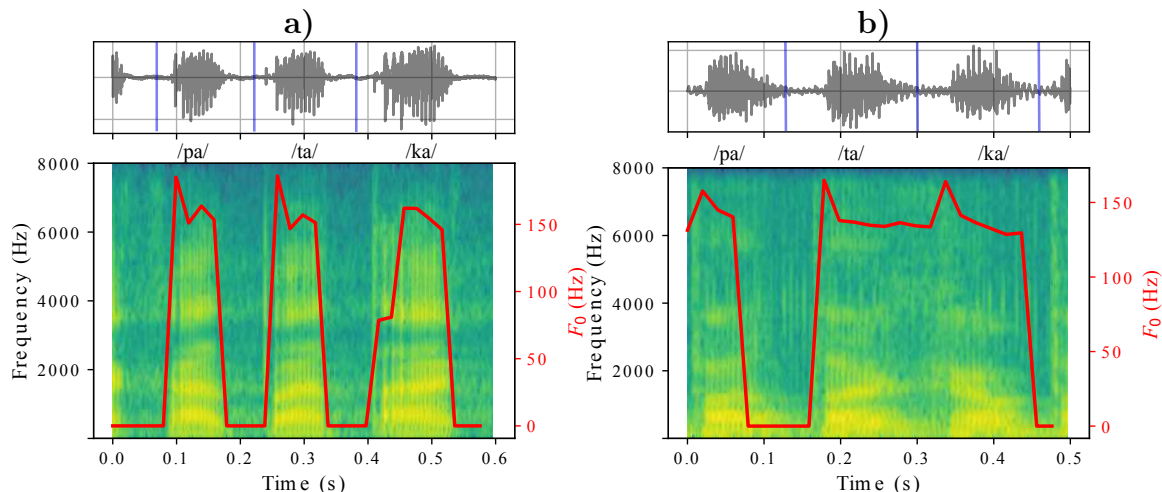 a)
/pa/ /ta/ /ka/
8000
6000
4000
2000
Frequency (Hz)
150
100
50
0
F0 (Hz)
0.0 0.1 0.2 0.3 0.4 0.5 0.6
Time (s)
b)
/pa/ /ta/ /ka/
8000
6000
4000
2000
Frequency (Hz)
150
100
50
0
F0 (Hz)
0.0 0.1 0.2 0.3 0.4 0.5
Time (s)